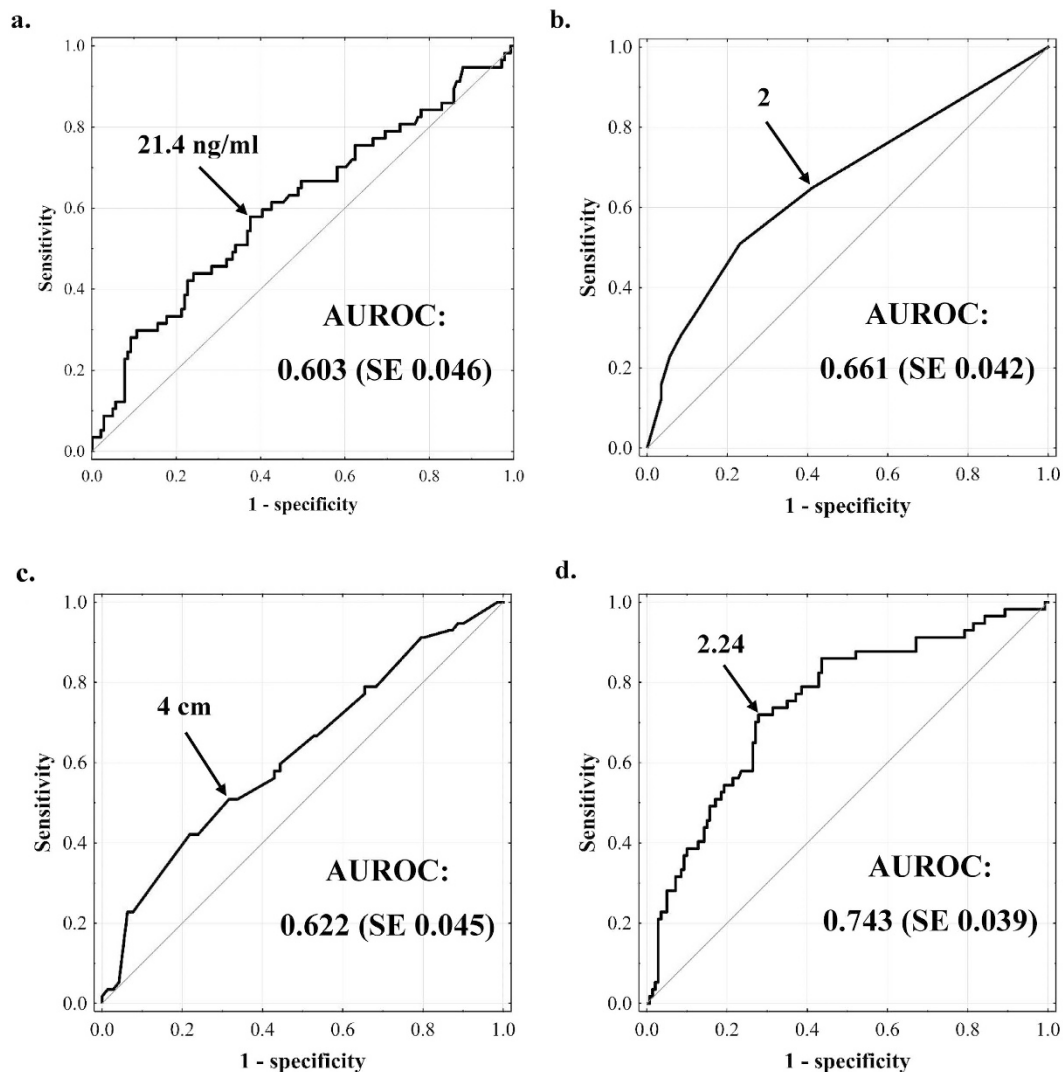 a.
1.0
0.8
0.6
0.4
0.2
0.0
Sensitivity
21.4 ng/ml
AUROC:
0.603 (SE 0.046)
0.0 0.2 0.4 0.6 0.8 1.0
1 - specificity
b.
1.0
0.8
0.6
0.4
0.2
0.0
Sensitivity
2
AUROC:
0.661 (SE 0.042)
0.0 0.2 0.4 0.6 0.8 1.0
1 - specificity
c.
1.0
0.8
0.6
0.4
0.2
0.0
Sensitivity
4 cm
AUROC:
0.622 (SE 0.045)
0.0 0.2 0.4 0.6 0.8 1.0
1 - specificity
d.
1.0
0.8
0.6
0.4
0.2
0.0
Sensitivity
2.24
AUROC:
0.743 (SE 0.039)
0.0 0.2 0.4 0.6 0.8 1.0
1 - specificity